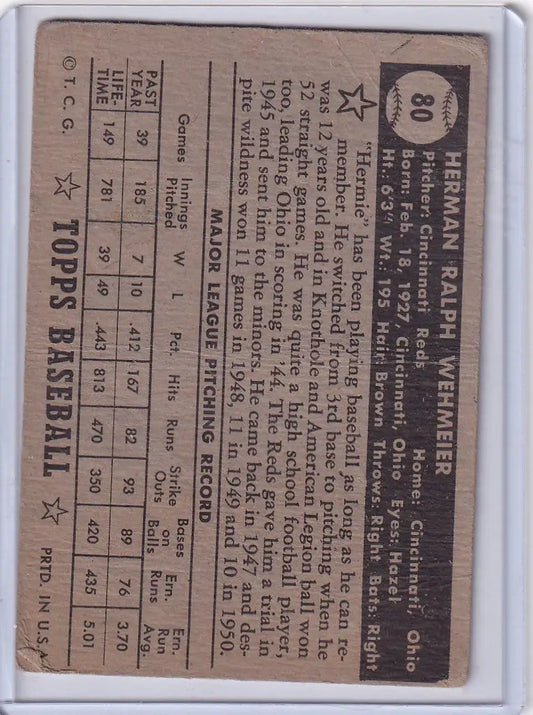 80
HERMAN RALPH WEHMEIER
Pitcher: Cincinnati Reds Home: Cincinnati, Ohio
Born: Feb. 18, 1927, Cincinnati, Ohio Eyes: Hazel
Ht.: 6'3" Wt.: 195 Hair: Brown Throws: Right Bats: Right
"Hermie" has been playing baseball as long as he can re-
member. He switched from 3rd base to pitching when he
was 12 years old and in Knothole and American Legion ball won
52 straight games. He was quite a high school football player,
too, leading Ohio in scoring in '44. The Reds gave him a trial in
1945 and sent him to the minors. He came back in 1947 and des-
pite wildness won 11 games in 1948, 11 in 1949 and 10 in 1950.
MAJOR LEAGUE PITCHING RECORD
Games Innings Pitched W L Pct. Hits Runs Strike Outs Bases on Balls Ern. Runs Ern. Run Avg.
PAST YEAR 39 185 7 10 .412 167 82 93 89 76 3.70
LIFE-TIME 149 781 39 49 .443 813 470 350 420 435 5.01
© T. C. G. ☆ TOPPS BASEBALL ☆ PRTD. IN U.S.A